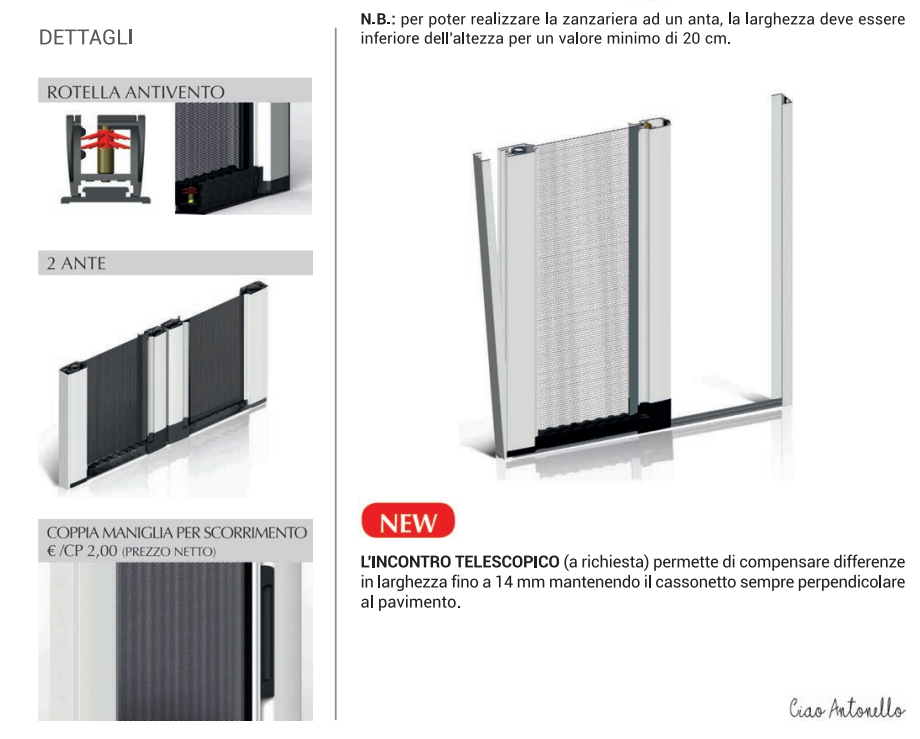 DETTAGLI
ROTELLA ANTIVENTO
2 ANTE
COPPIA MANIGLIA PER SCORRIMENTO
€ /CP 2,00 (PREZZO NETTO)
N.B.: per poter realizzare la zanzariera ad un anta, la larghezza deve essere
inferiore dell'altezza per un valore minimo di 20 cm.
NEW
L'INCONTRO TELESCOPICO (a richiesta) permette di compensare differenze
in larghezza fino a 14 mm mantenendo il cassonetto sempre perpendicolare
al pavimento.
Ciao Antonello